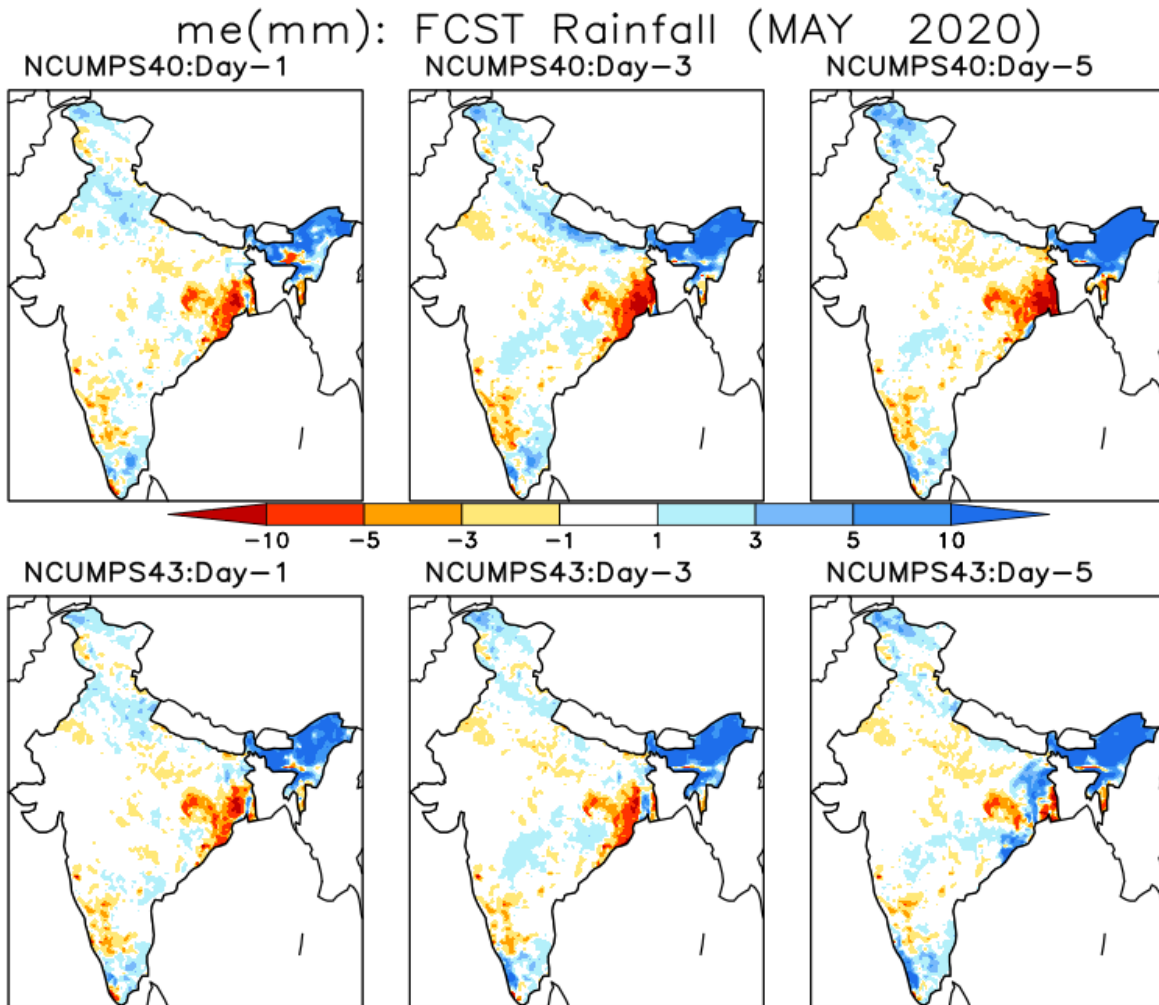 me(mm): FCST Rainfall (MAY 2020)
NCUMPS40:Day-1 NCUMPS40:Day-3 NCUMPS40:Day-5
-10 -5 -3 -1 1 3 5 10
NCUMPS43:Day-1 NCUMPS43:Day-3 NCUMPS43:Day-5